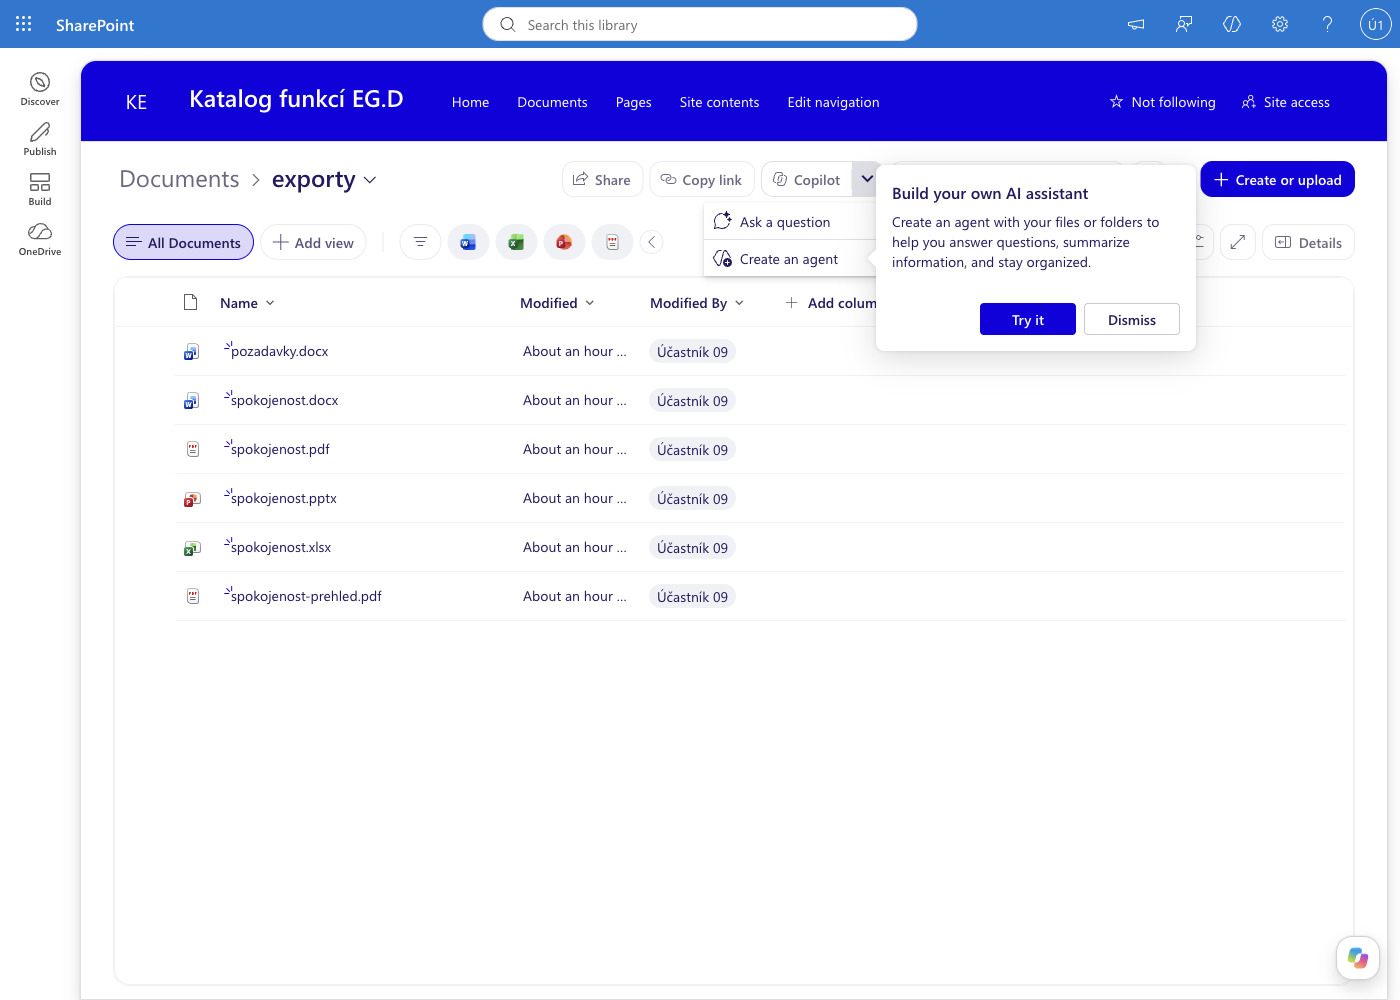 SharePoint
Search this library
Ú1
Discover
Publish
Build
OneDrive
KE
Katalog funkcí EG.D
Home
Documents
Pages
Site contents
Edit navigation
Not following
Site access
Documents > exporty
Share
Copy link
Copilot
Create or upload
Build your own AI assistant
Create an agent with your files or folders to
help you answer questions, summarize
information, and stay organized.
Try it
Dismiss
Ask a question
Create an agent
All Documents
Add view
Details
Name
Modified
Modified By
Add colum
pozadavky.docx
About an hour ...
Účastník 09
spokojenost.docx
About an hour ...
Účastník 09
spokojenost.pdf
About an hour ...
Účastník 09
spokojenost.pptx
About an hour ...
Účastník 09
spokojenost.xlsx
About an hour ...
Účastník 09
spokojenost-prehled.pdf
About an hour ...
Účastník 09